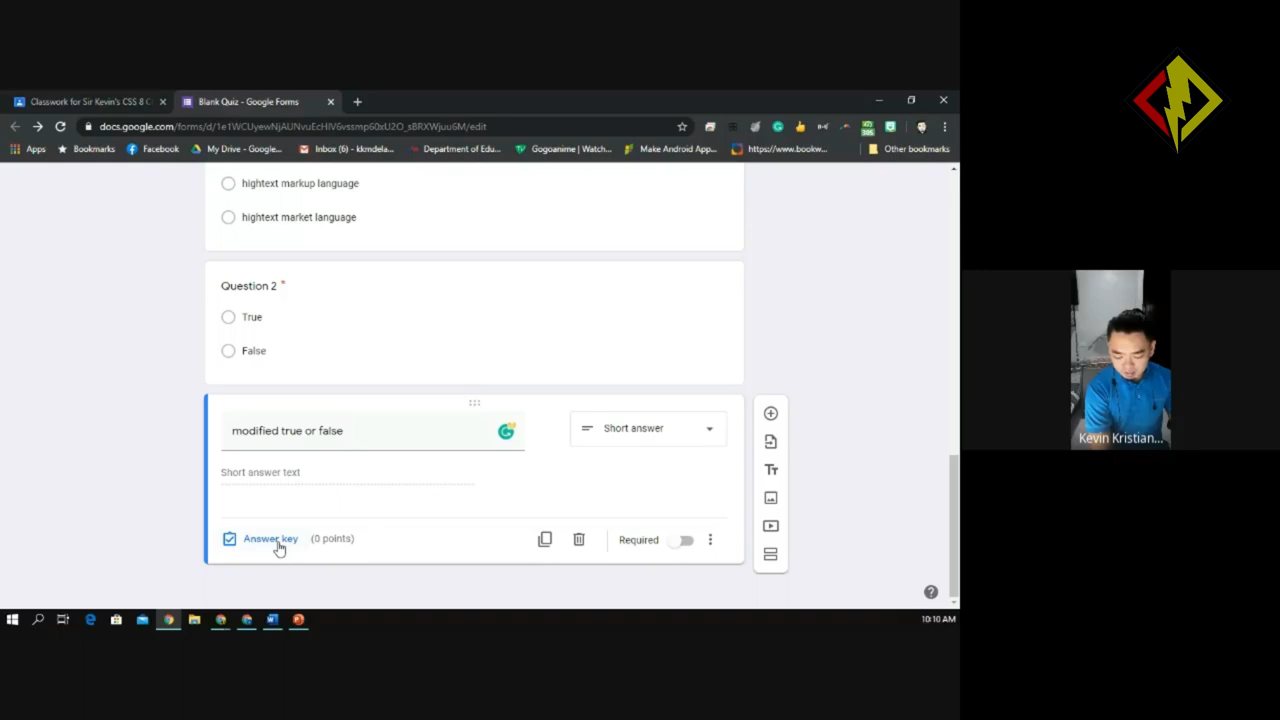 Classwork for Sir Kevin's CSS 8 C
Blank Quiz - Google Forms
docs.google.com/forms/d/1e1WCUyewNjAUNvuEcHlV6vssmp60xU2O_sBRXWjuu6M/edit
Apps
Bookmarks
Facebook
My Drive - Google...
Inbox (6) - kkmdela...
Department of Edu...
Gogoanime | Watch...
Make Android App...
https://www.bookw...
Other bookmarks
hightext markup language
hightext market language
Question 2 *
True
False
modified true or false
Short answer
Short answer text
Answer key
(0 points)
Required
Kevin Kristian...
10:10 AM